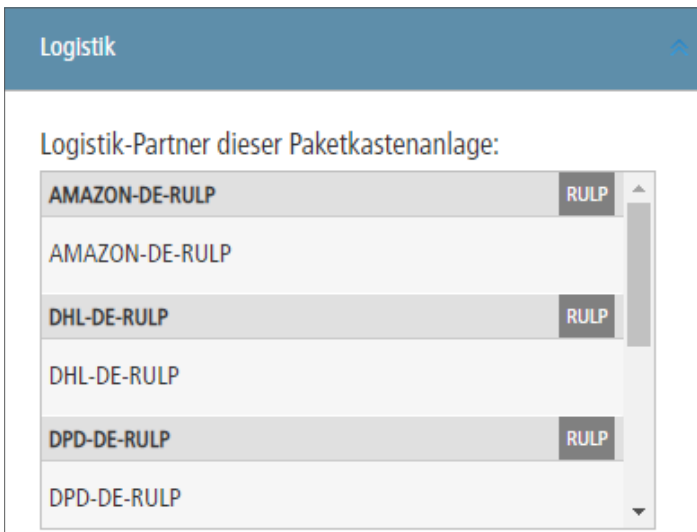 Logistik
Logistik-Partner dieser Paketkastenanlage:
AMAZON-DE-RULP RULP
AMAZON-DE-RULP
DHL-DE-RULP RULP
DHL-DE-RULP
DPD-DE-RULP RULP
DPD-DE-RULP